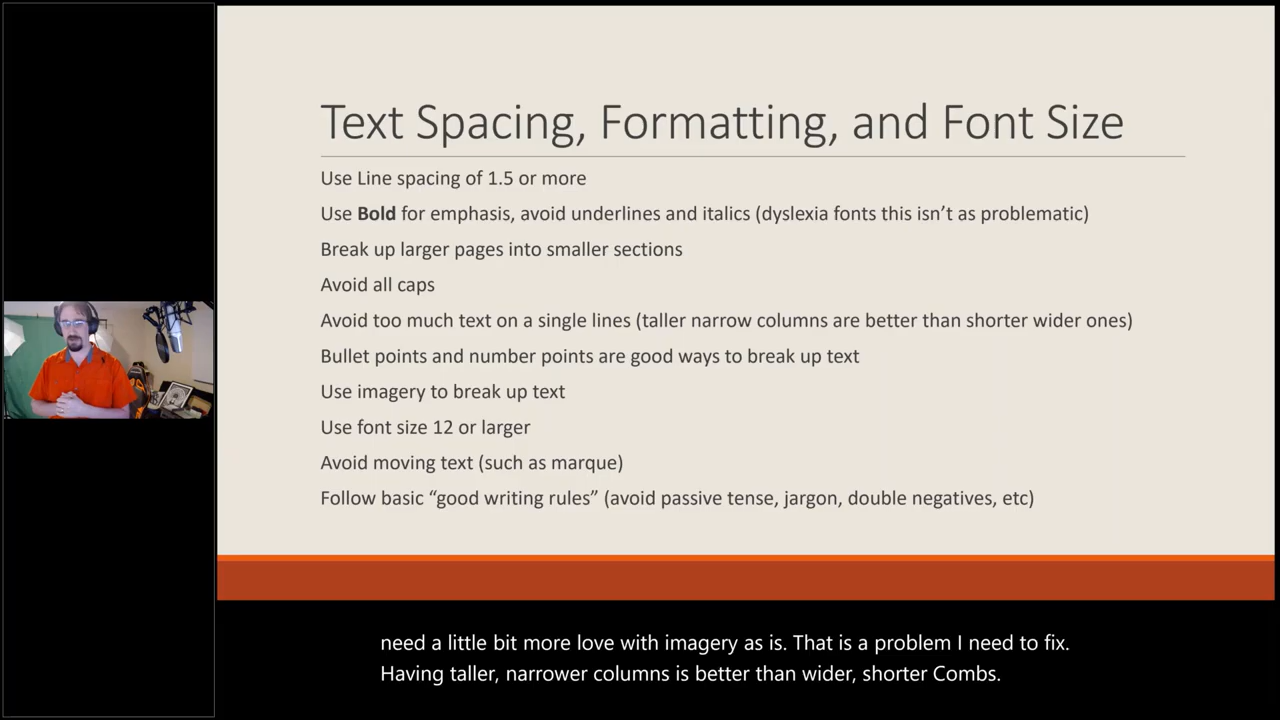 Text Spacing, Formatting, and Font Size
Use Line spacing of 1.5 or more
Use Bold for emphasis, avoid underlines and italics (dyslexia fonts this isn’t as problematic)
Break up larger pages into smaller sections
Avoid all caps
Avoid too much text on a single lines (taller narrow columns are better than shorter wider ones)
Bullet points and number points are good ways to break up text
Use imagery to break up text
Use font size 12 or larger
Avoid moving text (such as marque)
Follow basic “good writing rules” (avoid passive tense, jargon, double negatives, etc)
need a little bit more love with imagery as is. That is a problem I need to fix.
Having taller, narrower columns is better than wider, shorter Combs.